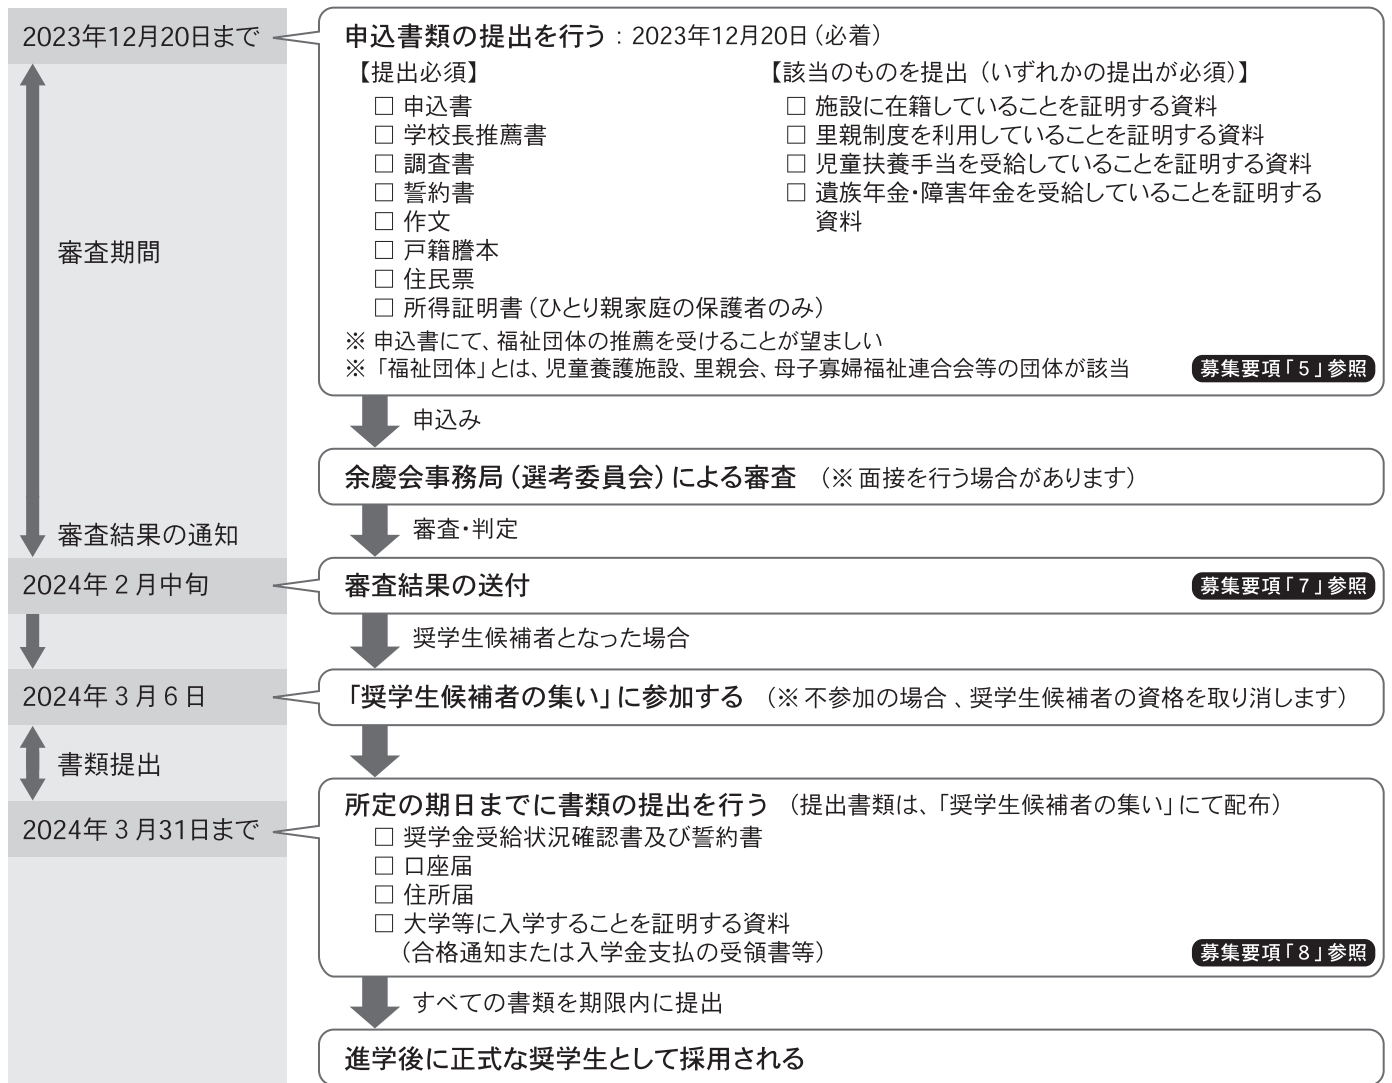 2023年12月20日まで
申込書類の提出を行う：2023年12月20日（必着）
【提出必須】
□ 申込書
□ 学校長推薦書
□ 調査書
□ 誓約書
□ 作文
□ 戸籍謄本
□ 住民票
□ 所得証明書（ひとり親家庭の保護者のみ）
【該当のものを提出（いずれかの提出が必須）】
□ 施設に在籍していることを証明する資料
□ 里親制度を利用していることを証明する資料
□ 児童扶養手当を受給していることを証明する資料
□ 遺族年金・障害年金を受給していることを証明する
資料
※ 申込書にて、福祉団体の推薦を受けることが望ましい
※ 「福祉団体」とは、児童養護施設、里親会、母子寡婦福祉連合会等の団体が該当
募集要項「5」参照
審査期間
申込み
余慶会事務局（選考委員会）による審査 （※ 面接を行う場合があります）
審査・判定
審査結果の通知
2024年２月中旬
審査結果の送付
募集要項「7」参照
奨学生候補者となった場合
2024年３月６日
「奨学生候補者の集い」に参加する （※ 不参加の場合 、奨学生候補者の資格を取り消します）
書類提出
2024年３月31日まで
所定の期日までに書類の提出を行う （提出書類は、「奨学生候補者の集い」にて配布）
□ 奨学金受給状況確認書及び誓約書
□ 口座届
□ 住所届
□ 大学等に入学することを証明する資料
（合格通知または入学金支払の受領書等）
募集要項「8」参照
すべての書類を期限内に提出
進学後に正式な奨学生として採用される